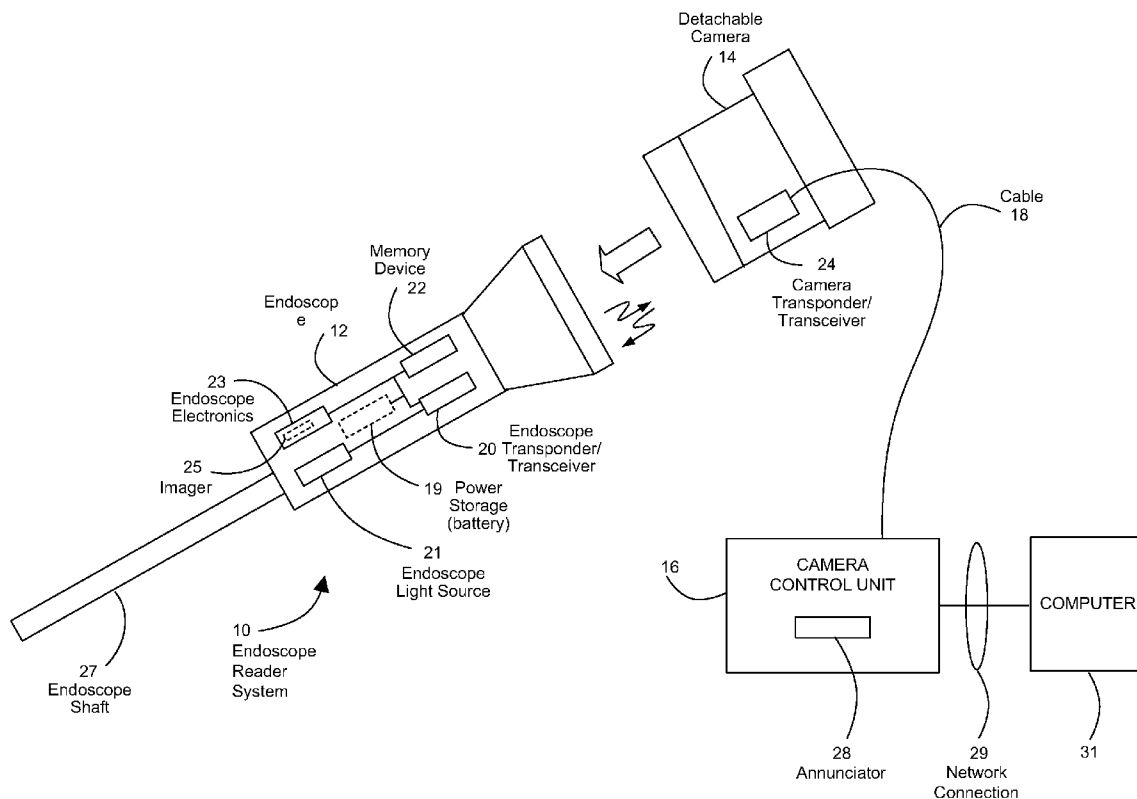 Detachable
Camera
14
Cable
18
24
Camera
Transponder/
Transceiver
Memory
Device
22
Endoscop
e
12
23
Endoscope
Electronics
25
Imager
20
Endoscope
Transponder/
Transceiver
19
Power
Storage
(battery)
21
Endoscope
Light Source
10
Endoscope
Reader
System
27
Endoscope
Shaft
16
CAMERA
CONTROL UNIT
COMPUTER
28
Annunciator
29
Network
Connection
31